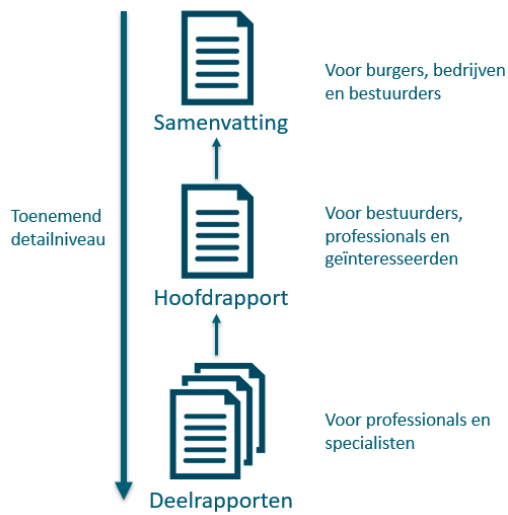 Voor burgers, bedrijven
en bestuurders
Samenvatting
Toenemend
detailniveau
Voor bestuurders,
professionals en
geïnteresseerden
Hoofdrapport
Voor professionals en
specialisten
Deelrapporten